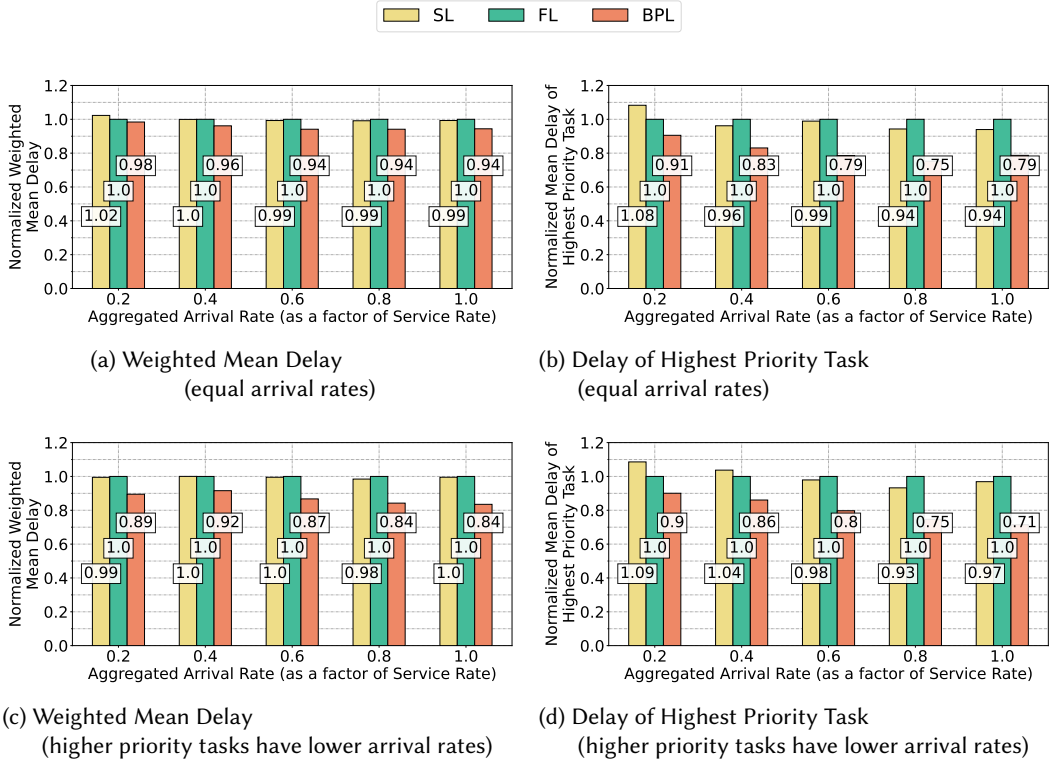 SL FL BPL
Normalized Weighted
Mean Delay
1.2
1.0
0.8
0.6
0.4
0.2
0.0
0.98 0.96 0.94 0.94 0.94
1.0 1.0 1.0 1.0 1.0
1.02 1.0 0.99 0.99 0.99
0.2 0.4 0.6 0.8 1.0
Aggregated Arrival Rate (as a factor of Service Rate)
(a) Weighted Mean Delay
(equal arrival rates)
Normalized Mean Delay of
Highest Priority Task
1.2
1.0
0.8
0.6
0.4
0.2
0.0
0.91 0.83 0.79 0.75 0.79
1.0 1.0 1.0 1.0 1.0
1.08 0.96 0.99 0.94 0.94
0.2 0.4 0.6 0.8 1.0
Aggregated Arrival Rate (as a factor of Service Rate)
(b) Delay of Highest Priority Task
(equal arrival rates)
Normalized Weighted
Mean Delay
1.2
1.0
0.8
0.6
0.4
0.2
0.0
0.89 0.92 0.87 0.84 0.84
1.0 1.0 1.0 1.0 1.0
0.99 1.0 1.0 0.98 1.0
0.2 0.4 0.6 0.8 1.0
Aggregated Arrival Rate (as a factor of Service Rate)
(c) Weighted Mean Delay
(higher priority tasks have lower arrival rates)
Normalized Mean Delay of
Highest Priority Task
1.2
1.0
0.8
0.6
0.4
0.2
0.0
0.9 0.86 0.8 0.75 0.71
1.0 1.0 1.0 1.0 1.0
1.09 1.04 0.98 0.93 0.97
0.2 0.4 0.6 0.8 1.0
Aggregated Arrival Rate (as a factor of Service Rate)
(d) Delay of Highest Priority Task
(higher priority tasks have lower arrival rates)